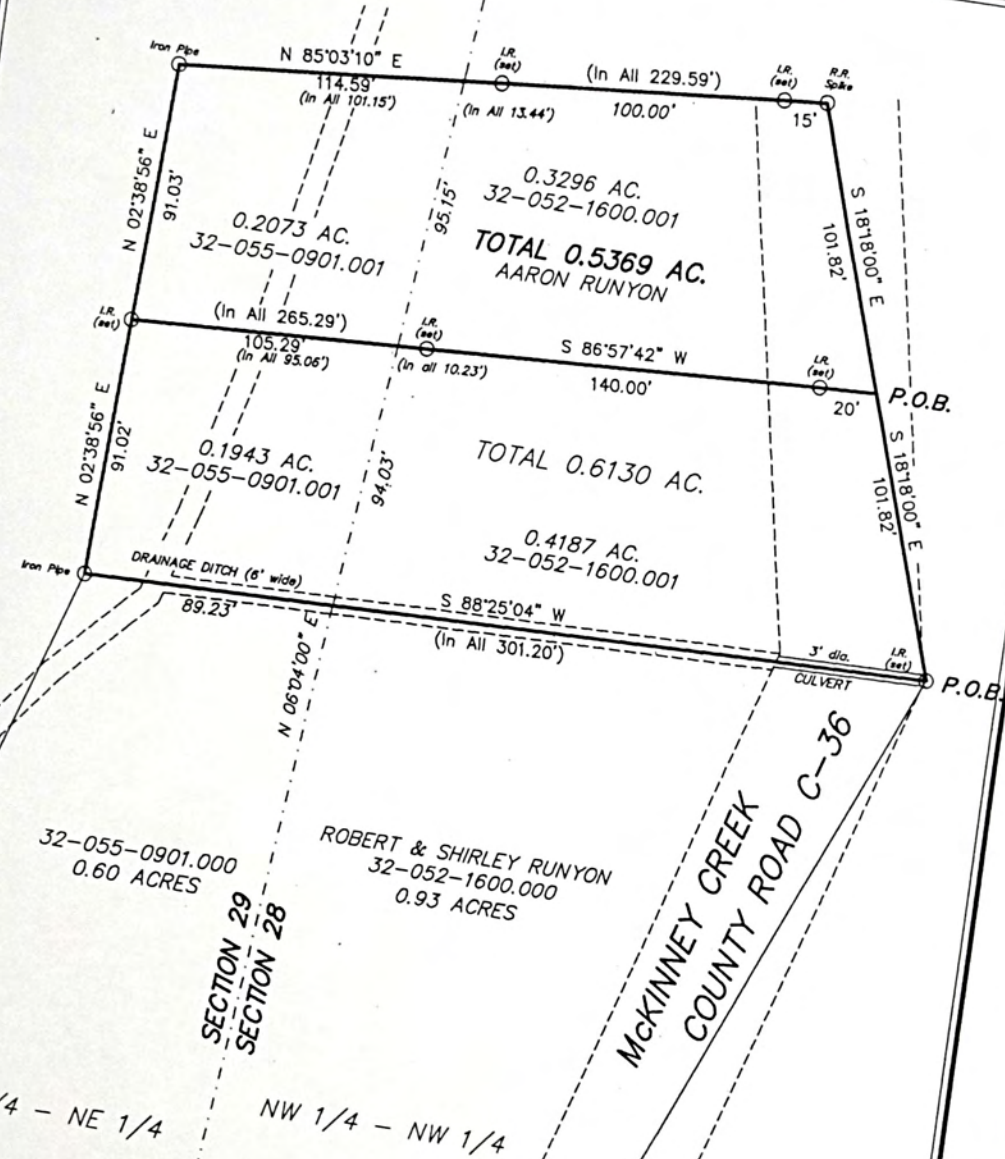 Iron Pipe
N 85°03'10" E
114.59'
(In All 101.15')
I.R.
(set)
(In All 13.44')
(In All 229.59')
100.00'
I.R.
(set)
15'
R.R.
Spike
N 02°38'56" E
91.03'
95.15'
0.2073 AC.
32-055-0901.001
0.3296 AC.
32-052-1600.001
TOTAL 0.5369 AC.
AARON RUNYON
S 18°18'00" E
101.82'
I.R.
(set)
(In All 265.29')
105.29'
(In All 95.06')
I.R.
(set)
(In all 10.23')
S 86°57'42" W
140.00'
I.R.
(set)
20'
P.O.B.
N 02°38'56" E
91.02'
94.03'
0.1943 AC.
32-055-0901.001
TOTAL 0.6130 AC.
0.4187 AC.
32-052-1600.001
S 18°18'00" E
101.82'
Iron Pipe
DRAINAGE DITCH (6' wide)
89.23'
S 88°25'04" W
(In All 301.20')
3' dia.
CULVERT
I.R.
(set)
P.O.B.
N 06°04'00" E
32-055-0901.000
0.60 ACRES
ROBERT & SHIRLEY RUNYON
32-052-1600.000
0.93 ACRES
SECTION 29
SECTION 28
McKINNEY CREEK
COUNTY ROAD C-36
/4 - NE 1/4
NW 1/4 - NW 1/4